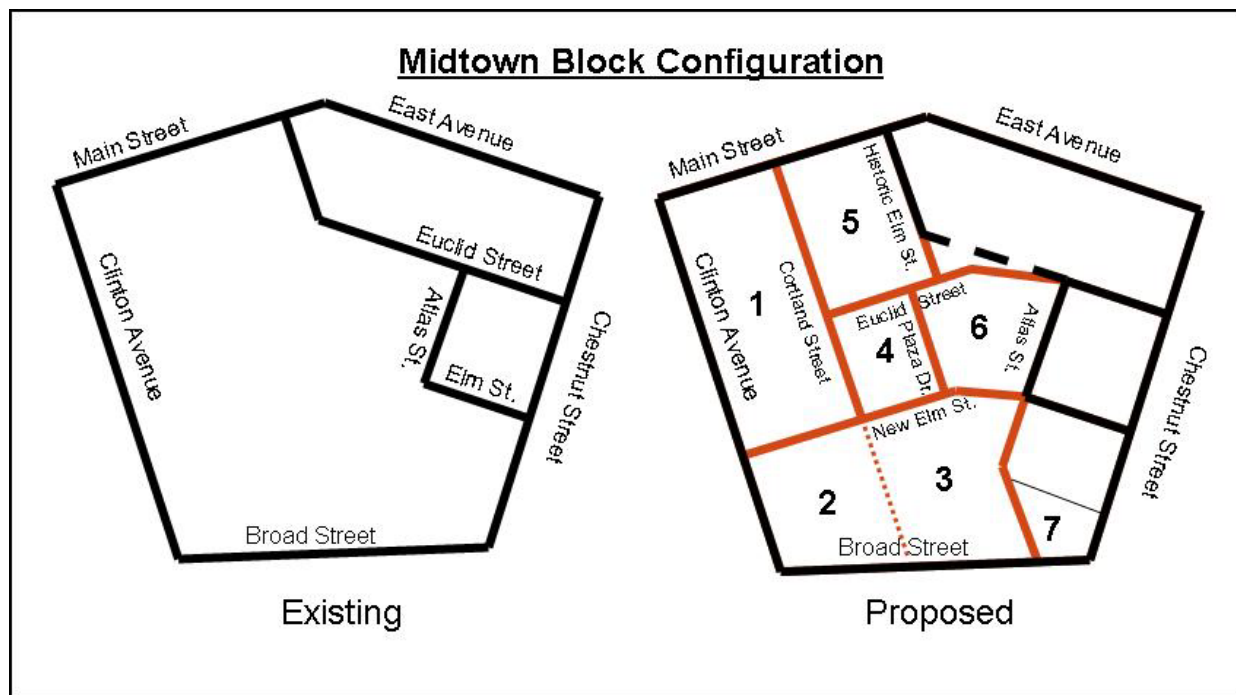 Midtown Block Configuration
Main Street
East Avenue
Euclid Street
Clinton Avenue
Atlas St.
Elm St.
Chestnut Street
Broad Street
Existing
Main Street
East Avenue
Historic Elm St.
5
1
Clinton Avenue
Cortland Street
Euclid Street
6
Atlas St.
4
Plaza Dr.
New Elm St.
Chestnut Street
2
3
7
Broad Street
Proposed